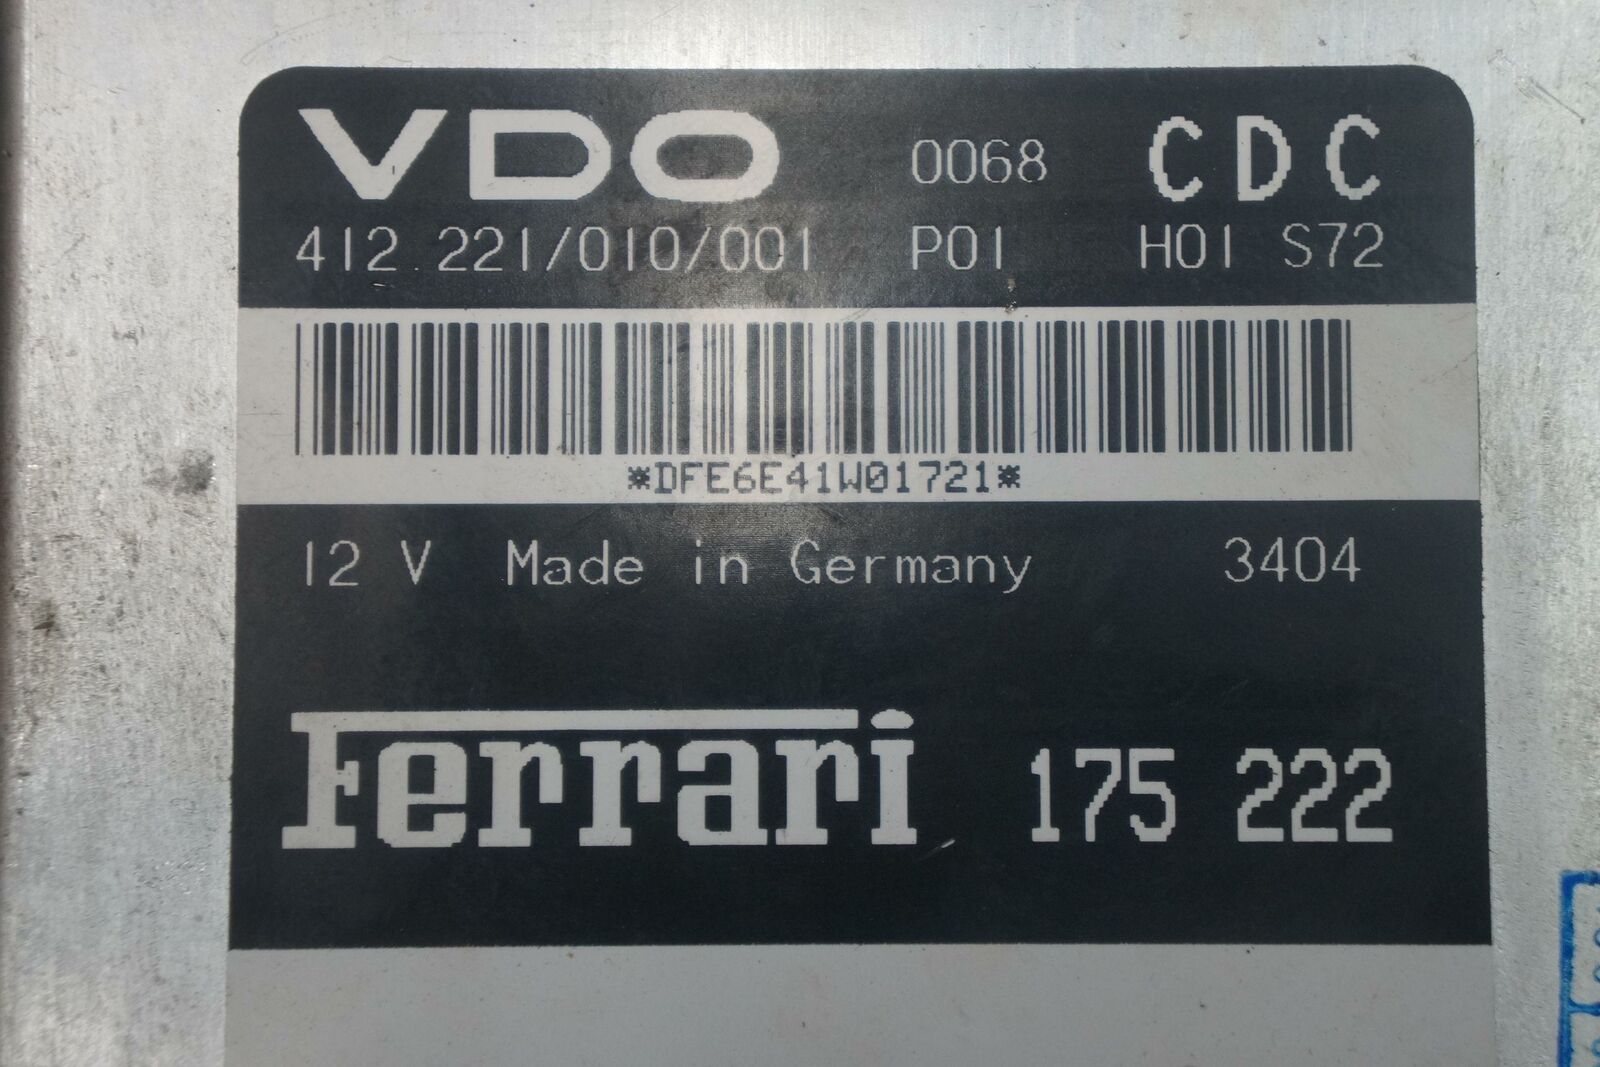 VDO 0068 CDC
412.221/010/001 P01 H01 S72
*DFE6E41W01721*
12 V Made in Germany 3404
Ferrari 175 222